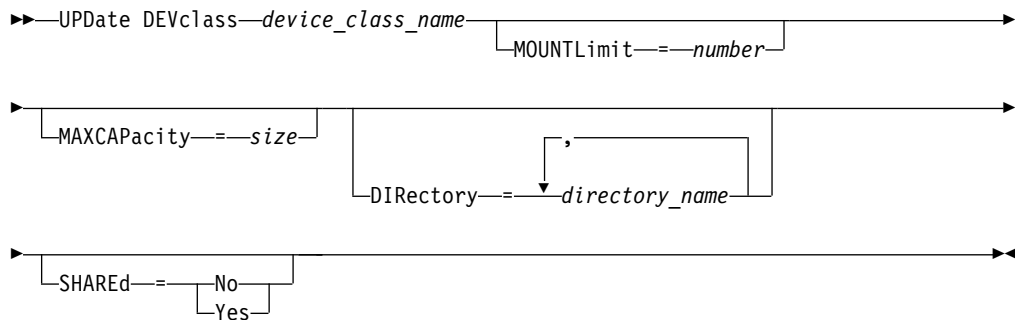 UPDate DEVclass device_class_name
MOUNTLimit = number
MAXCAPacity = size
,
DIRectory = directory_name
SHAREd = No
Yes